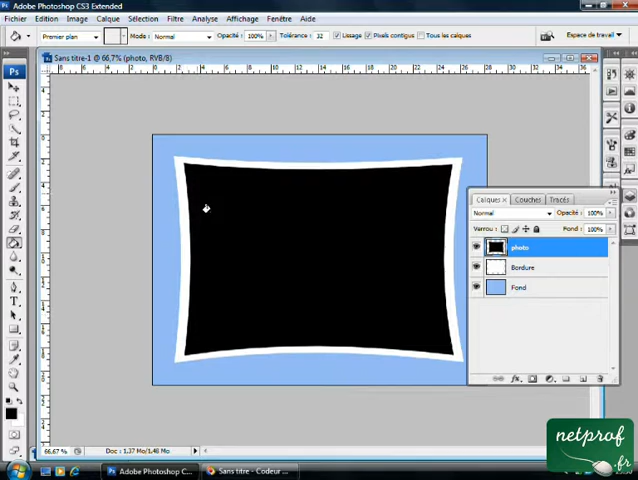 Adobe Photoshop CS3 Extended
Fichier Edition Image Calque Sélection Filtre Analyse Affichage Fenêtre Aide
Premier plan Mode: Normal Opacité: 100% Tolérance: 32 Lissage Pixels contigus Tous les calques Espace de travail
Sans titre-1 @ 66,7% (photo, RVB/8)
Ps
Calques Couches Tracés
Normal Opacité: 100%
Verrou: Fond: 100%
photo
Bordure
Fond
66,67 % Doc: 1,37 Mo/1,48 Mo
Adobe Photoshop C... Sans titre - Codeur ...
netprof
.fr